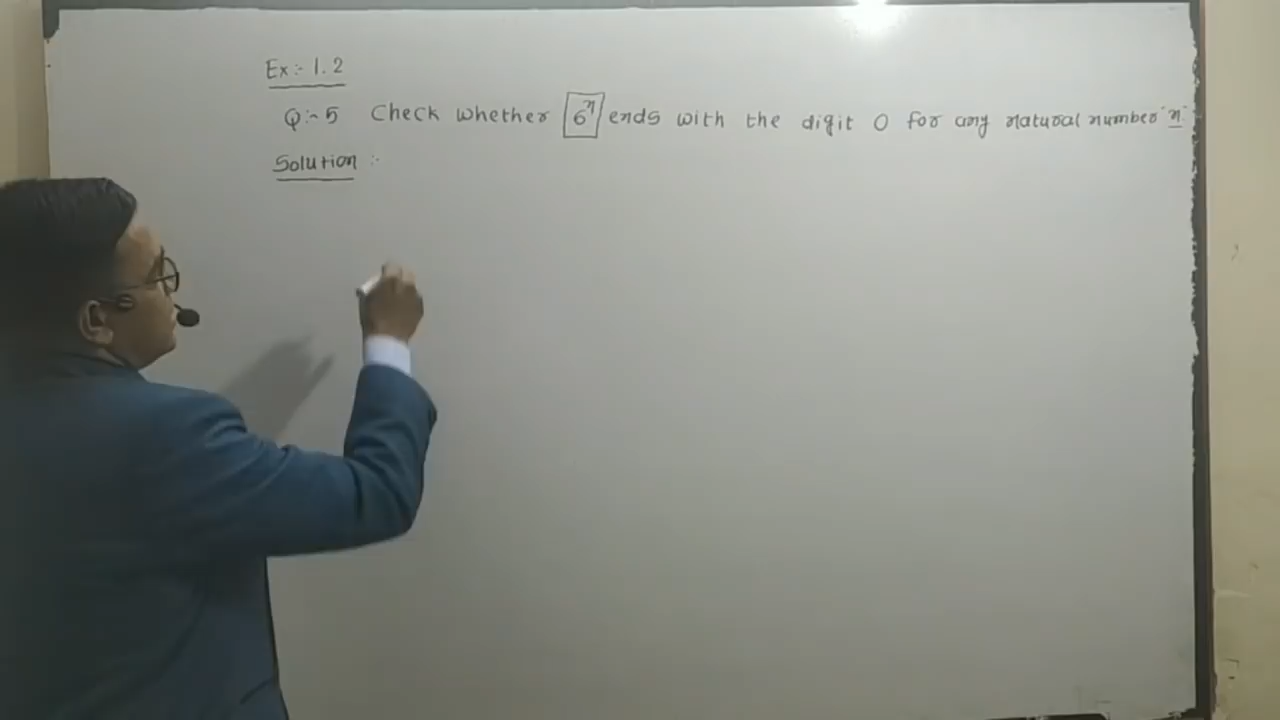 Ex:- 1.2
Q:- 5 Check whether 6ⁿ ends with the digit 0 for any natural number 'n'.
Solution :-